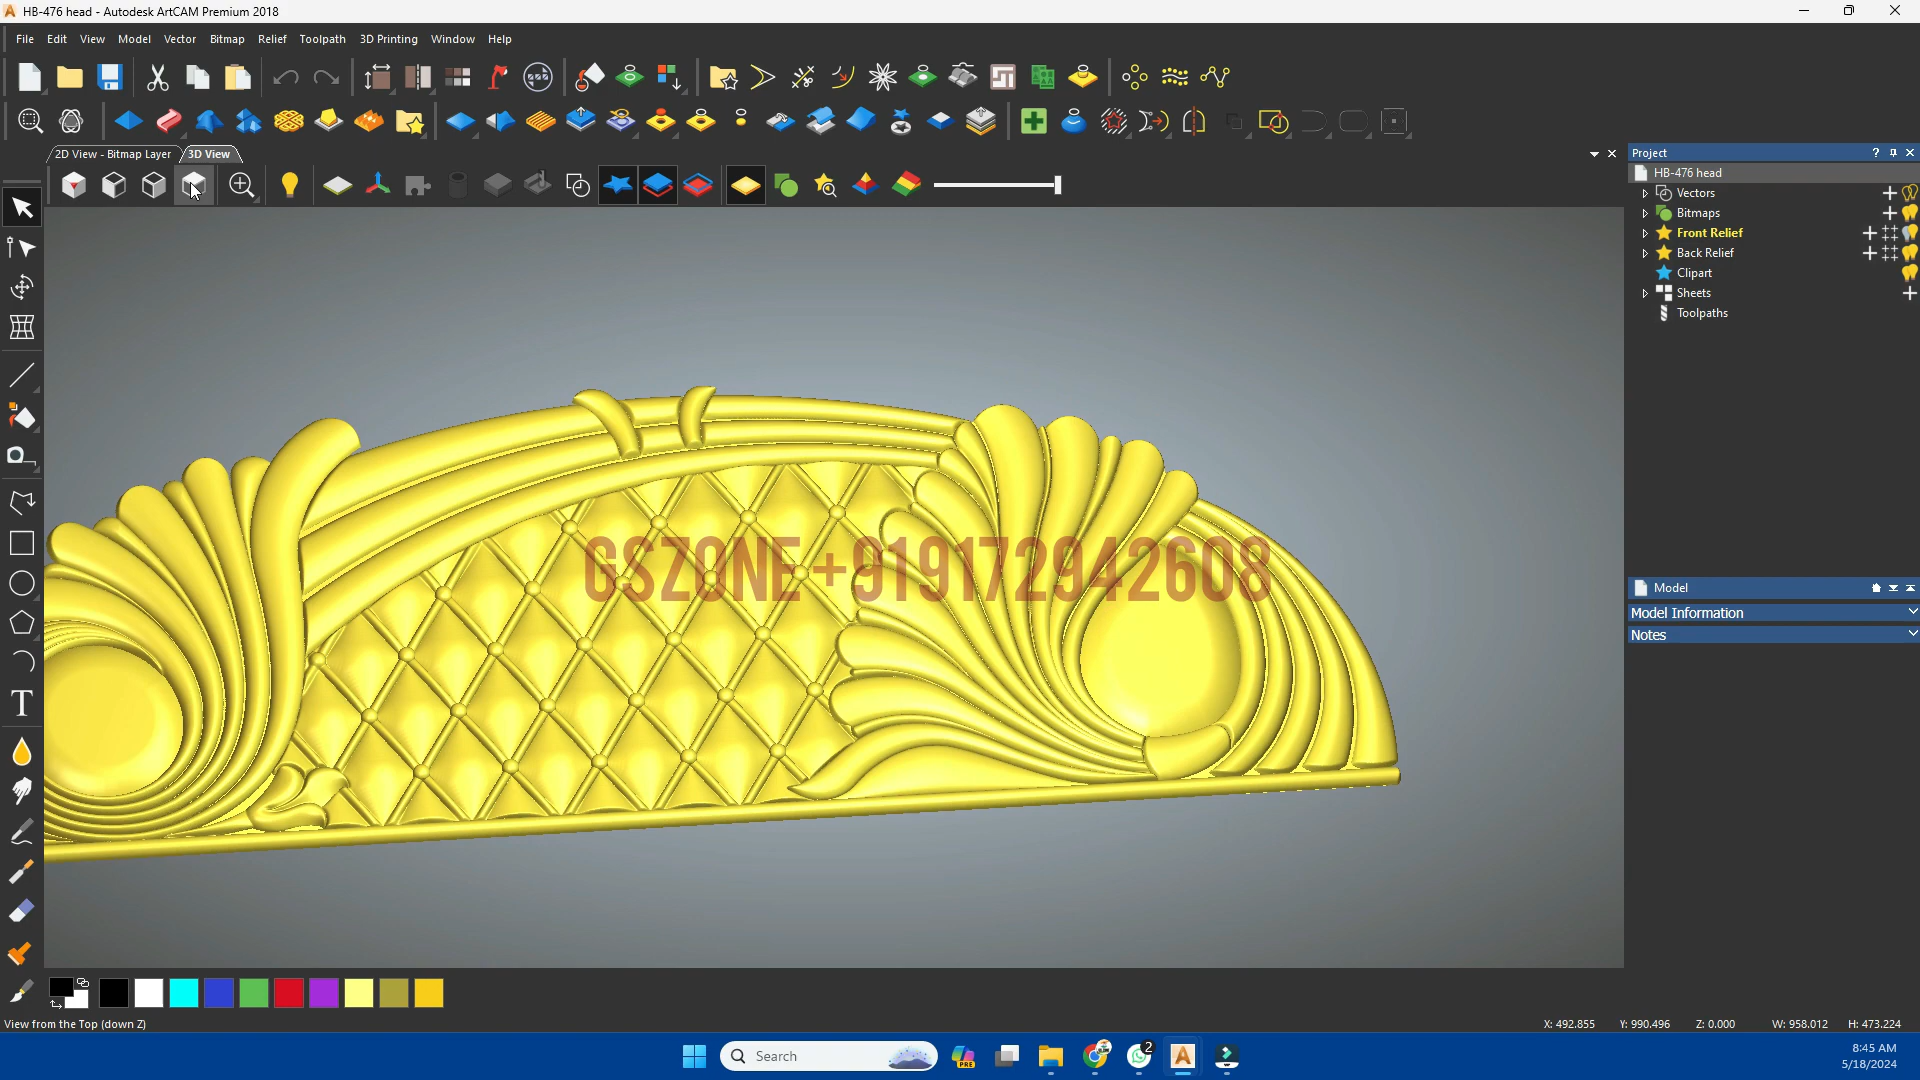 HB-476 head - Autodesk ArtCAM Premium 2018
File Edit View Model Vector Bitmap Relief Toolpath 3D Printing Window Help
2D View - Bitmap Layer 3D View
Project
HB-476 head
Vectors
Bitmaps
Front Relief
Back Relief
Clipart
Sheets
Toolpaths
GSZONE +919172942608
Model
Model Information
Notes
T
View from the Top (down Z)
X: 492.855 Y: 990.496 Z: 0.000 W: 958.012 H: 473.224
Search
PRE
2
8:45 AM
5/18/2024